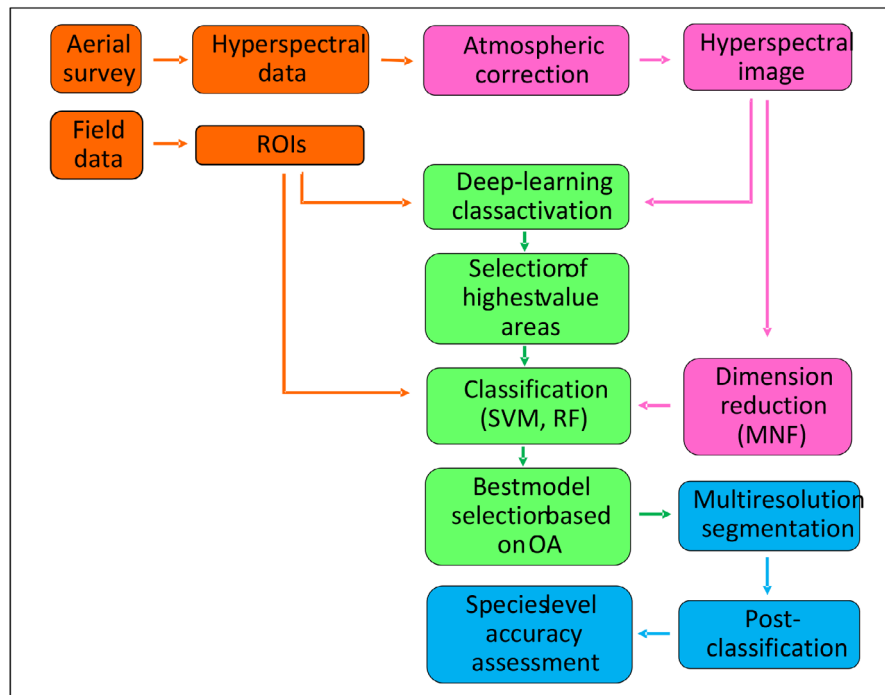 Aerial
survey
Hyperspectral
data
Atmospheric
correction
Hyperspectral
image
Field
data
ROIs
Deep-learning
classactivation
Selectionof
highestvalue
areas
Classification
(SVM, RF)
Dimension
reduction
(MNF)
Bestmodel
selectionbased
onOA
Multiresolution
segmentation
Specieslevel
accuracy
assessment
Post-
classification